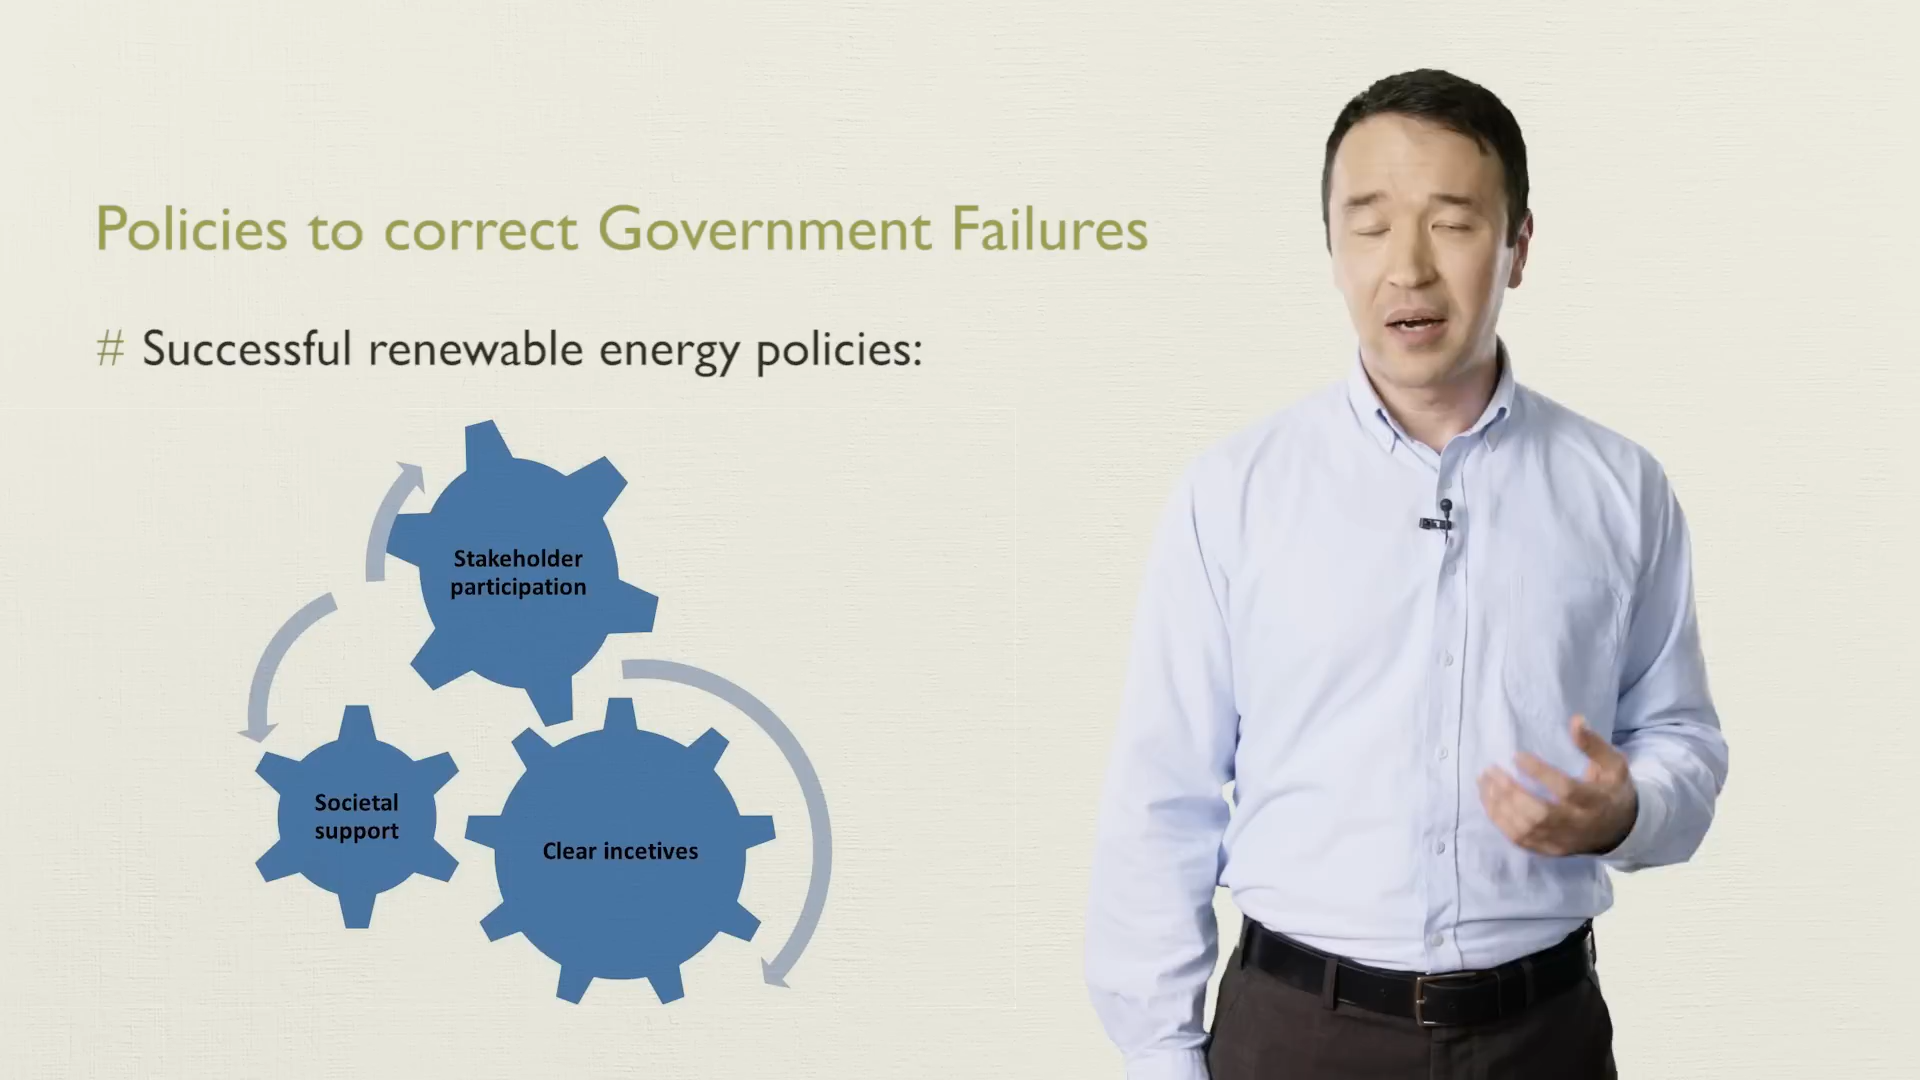 Policies to correct Government Failures
# Successful renewable energy policies:
Stakeholder
participation
Societal
support
Clear incetives